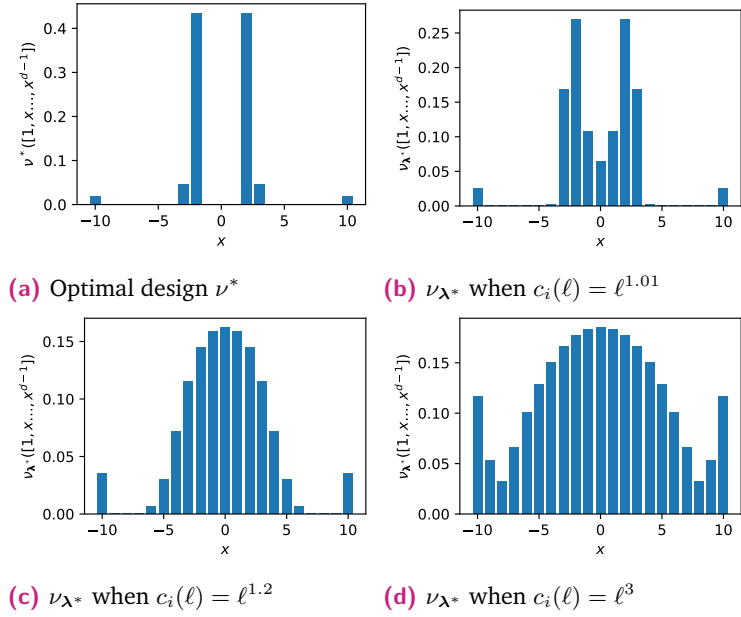 0.4
0.3
0.2
0.1
0.0
ν*([1, x..., x^{d−1}])
−10 −5 0 5 10
x
(a) Optimal design ν*
0.25
0.20
0.15
0.10
0.05
0.00
ν_{λ*}([1, x..., x^{d−1}])
−10 −5 0 5 10
x
(b) ν_{λ*} when c_i(ℓ) = ℓ^{1.01}
0.15
0.10
0.05
0.00
ν_{λ*}([1, x..., x^{d−1}])
−10 −5 0 5 10
x
(c) ν_{λ*} when c_i(ℓ) = ℓ^{1.2}
0.15
0.10
0.05
0.00
ν_{λ*}([1, x..., x^{d−1}])
−10 −5 0 5 10
x
(d) ν_{λ*} when c_i(ℓ) = ℓ^3